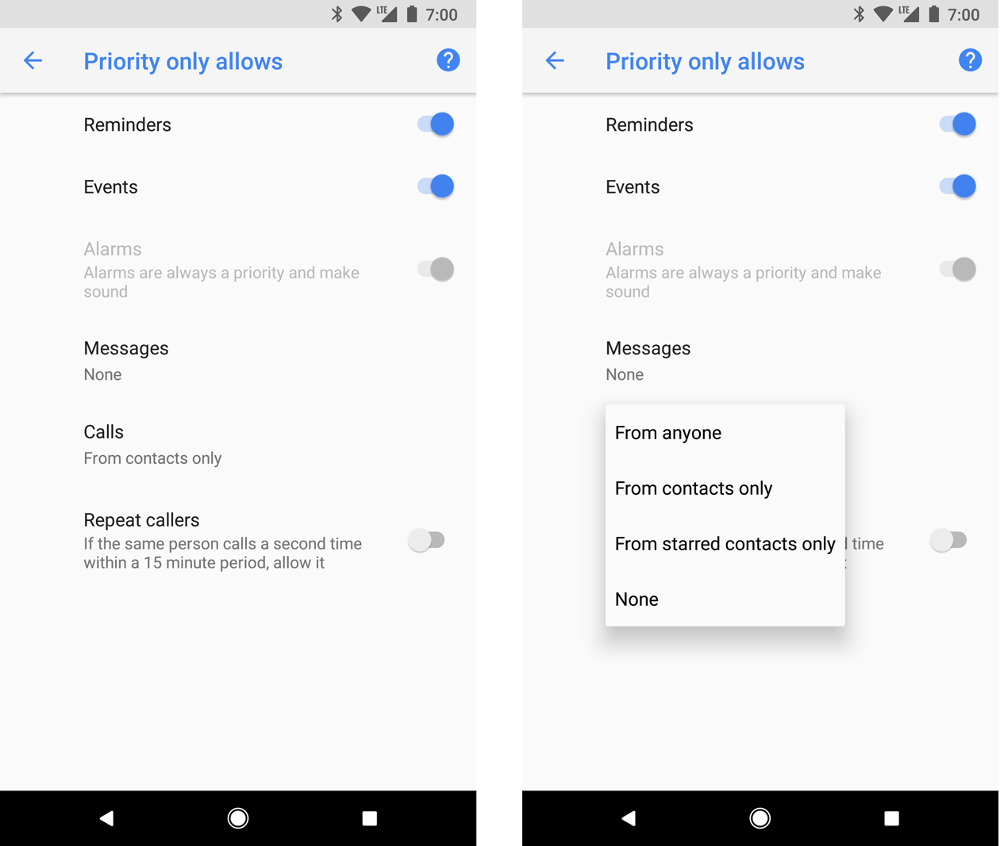 LTE 7:00
Priority only allows ?
Reminders
Events
Alarms
Alarms are always a priority and make
sound
Messages
None
Calls
From contacts only
Repeat callers
If the same person calls a second time
within a 15 minute period, allow it
LTE 7:00
Priority only allows ?
Reminders
Events
Alarms
Alarms are always a priority and make
sound
Messages
None
From anyone
From contacts only
From starred contacts only
time
None